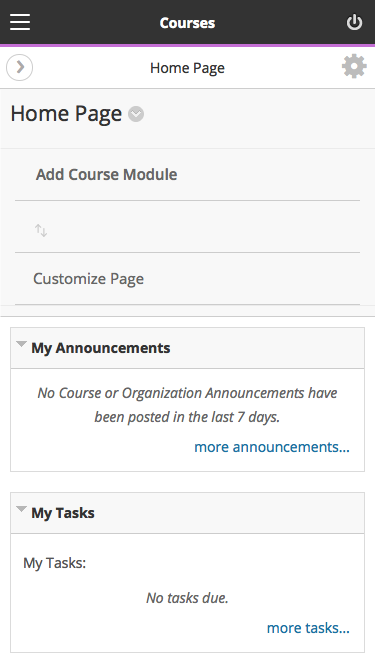 Courses
Home Page
Home Page
Add Course Module
Customize Page
My Announcements
No Course or Organization Announcements have
been posted in the last 7 days.
more announcements...
My Tasks
My Tasks:
No tasks due.
more tasks...